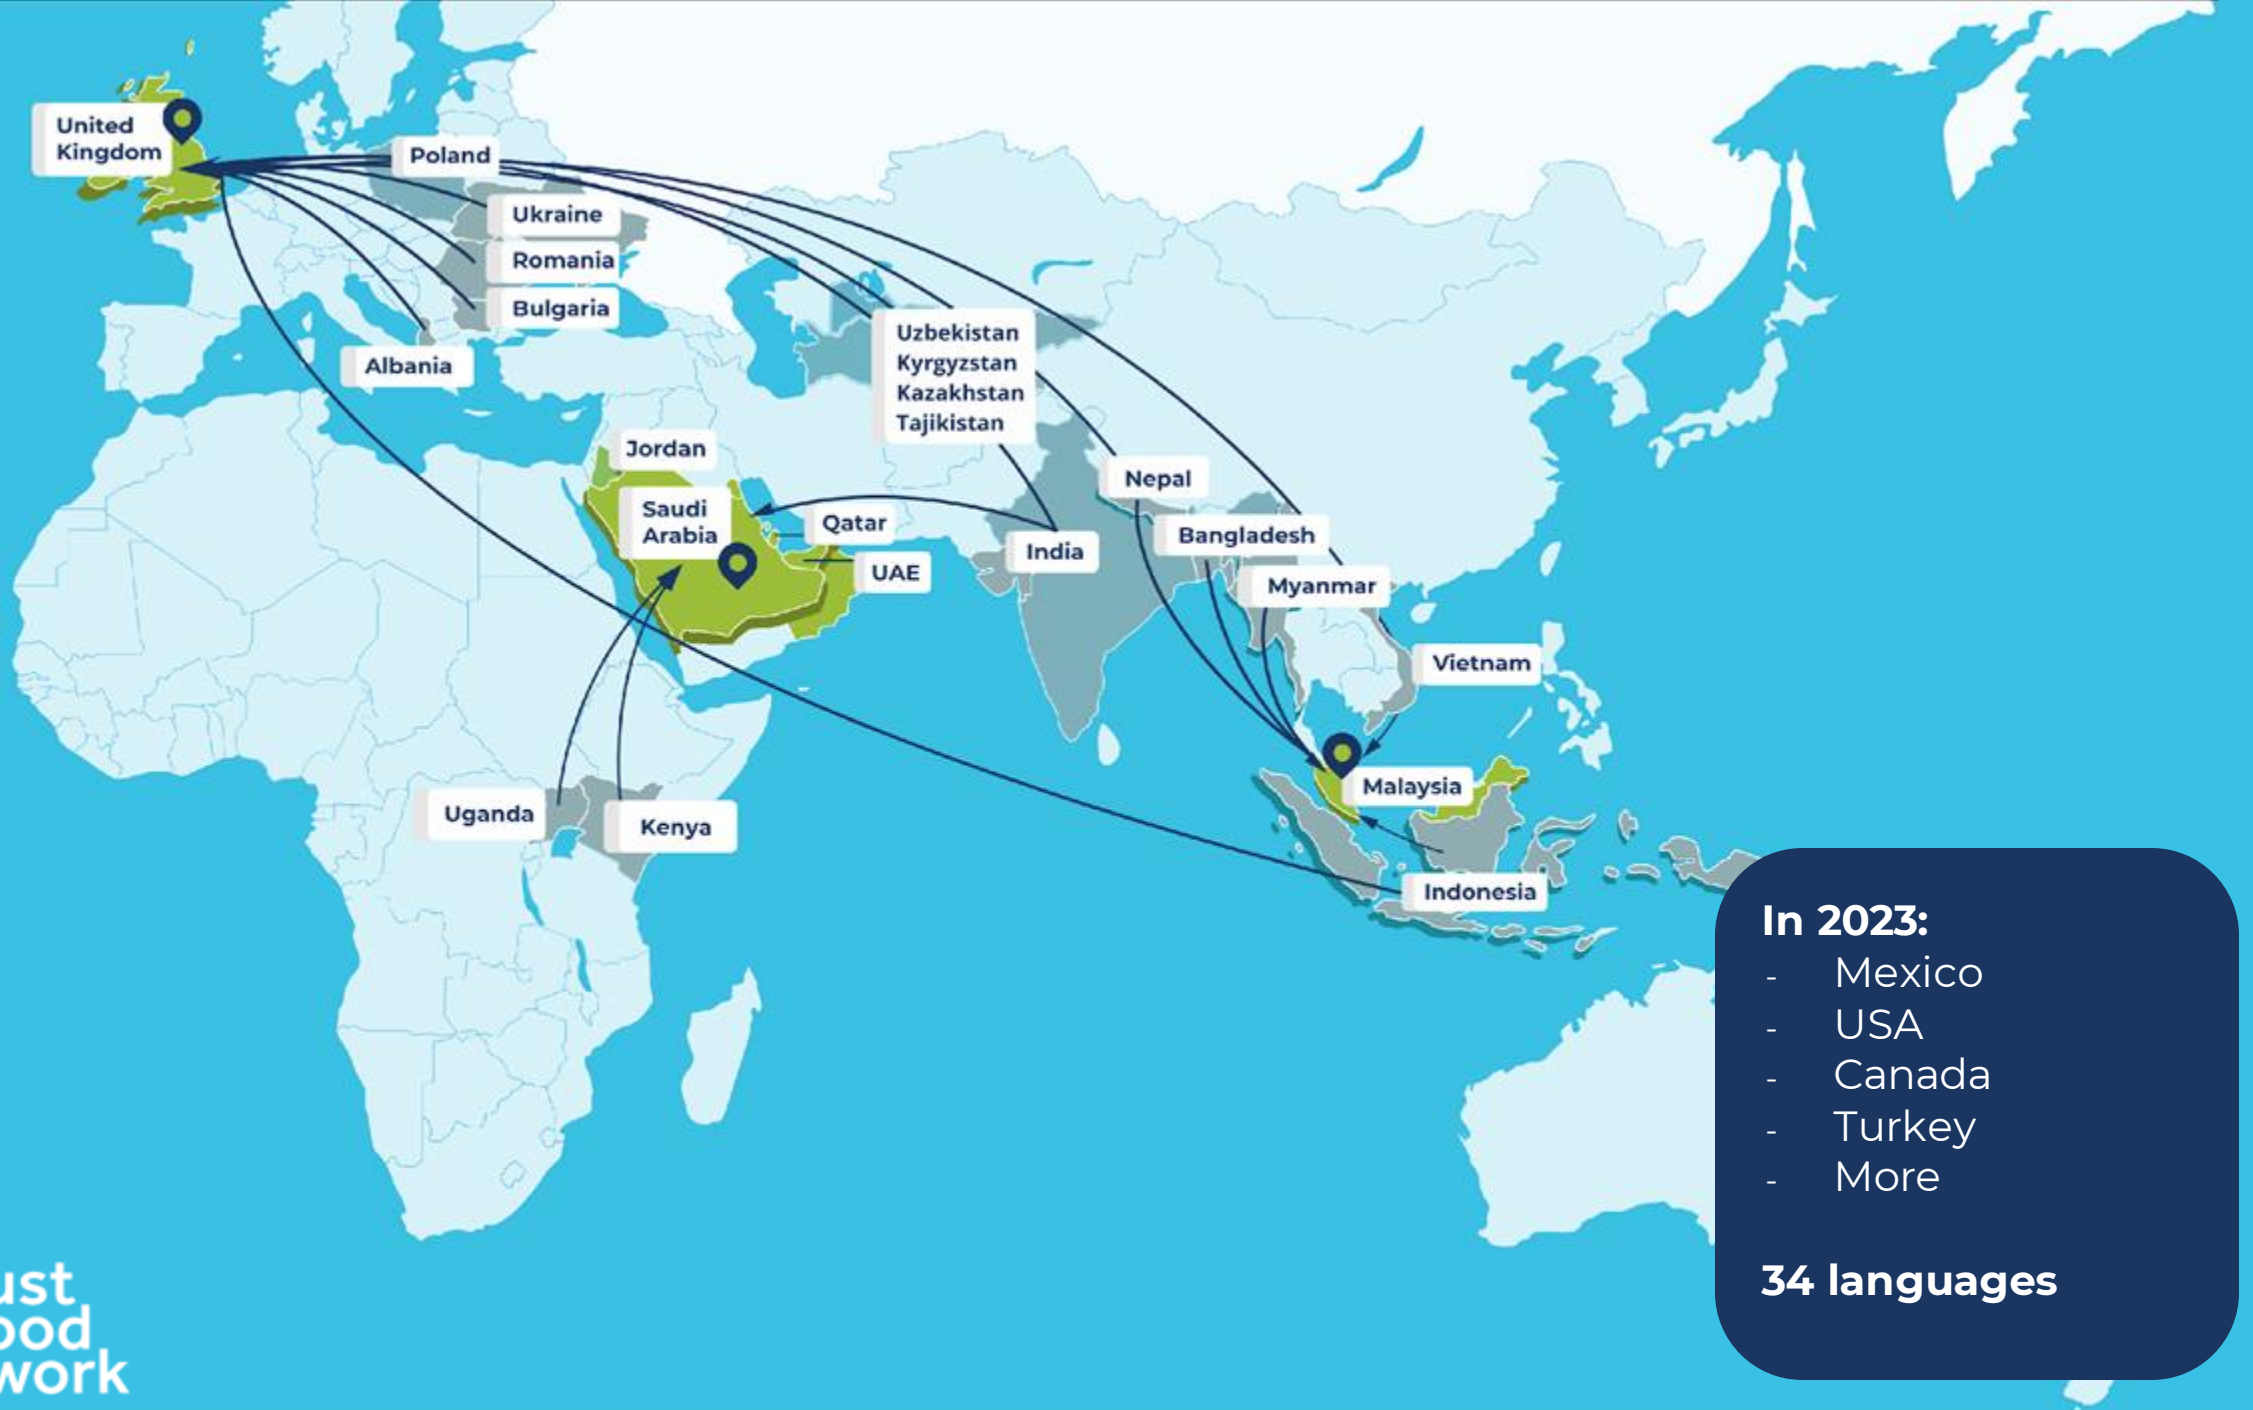 United
Kingdom
Poland
Ukraine
Romania
Bulgaria
Albania
Uzbekistan
Kyrgyzstan
Kazakhstan
Tajikistan
Jordan
Saudi
Arabia
Qatar
UAE
India
Nepal
Bangladesh
Myanmar
Vietnam
Malaysia
Indonesia
Uganda
Kenya
In 2023:
- Mexico
- USA
- Canada
- Turkey
- More
34 languages
ust
ood
work